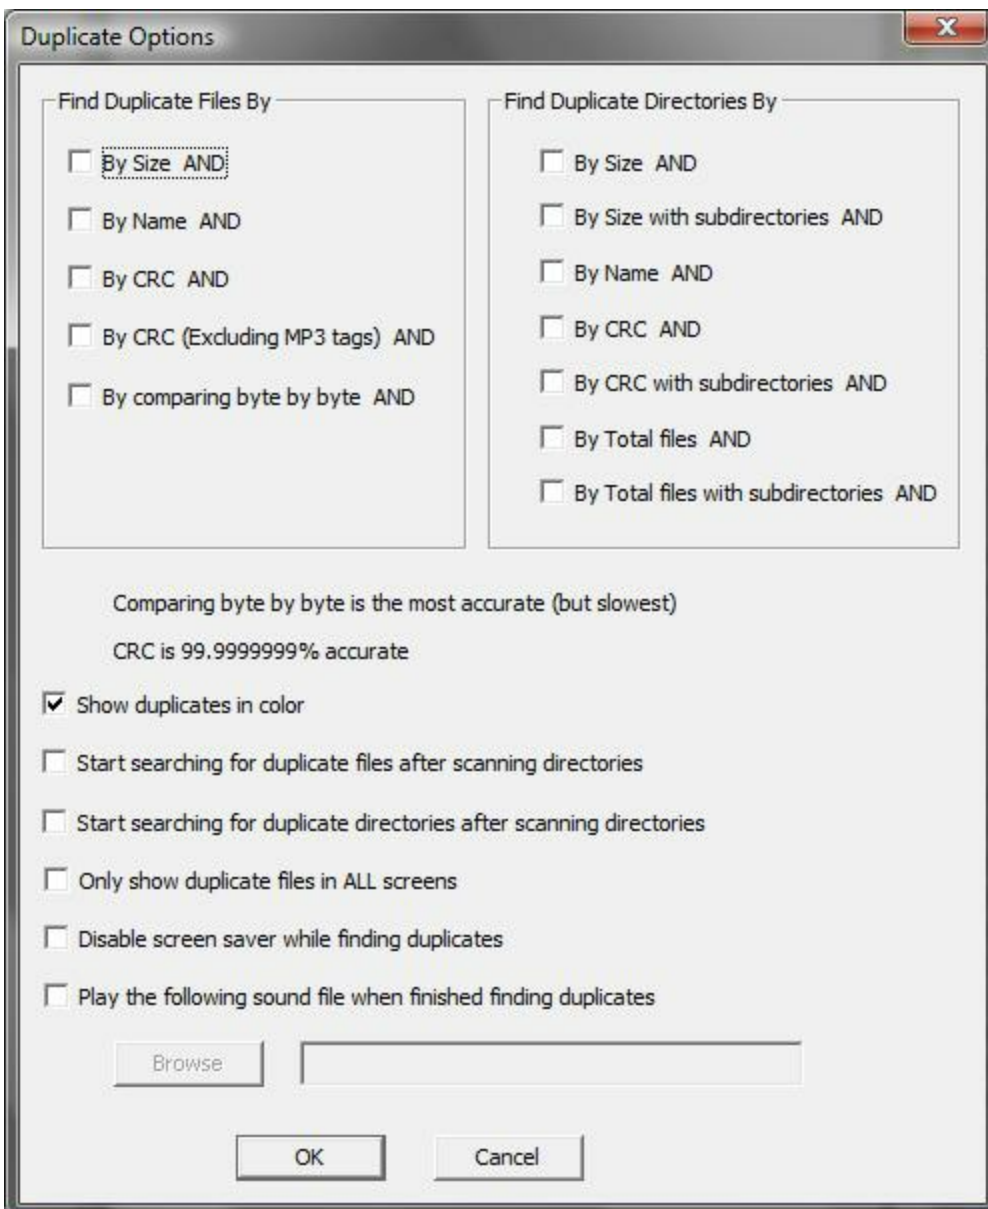 Duplicate Options
Find Duplicate Files By
By Size AND
By Name AND
By CRC AND
By CRC (Excluding MP3 tags) AND
By comparing byte by byte AND
Find Duplicate Directories By
By Size AND
By Size with subdirectories AND
By Name AND
By CRC AND
By CRC with subdirectories AND
By Total files AND
By Total files with subdirectories AND
Comparing byte by byte is the most accurate (but slowest)
CRC is 99.9999999% accurate
Show duplicates in color
Start searching for duplicate files after scanning directories
Start searching for duplicate directories after scanning directories
Only show duplicate files in ALL screens
Disable screen saver while finding duplicates
Play the following sound file when finished finding duplicates
Browse
OK
Cancel